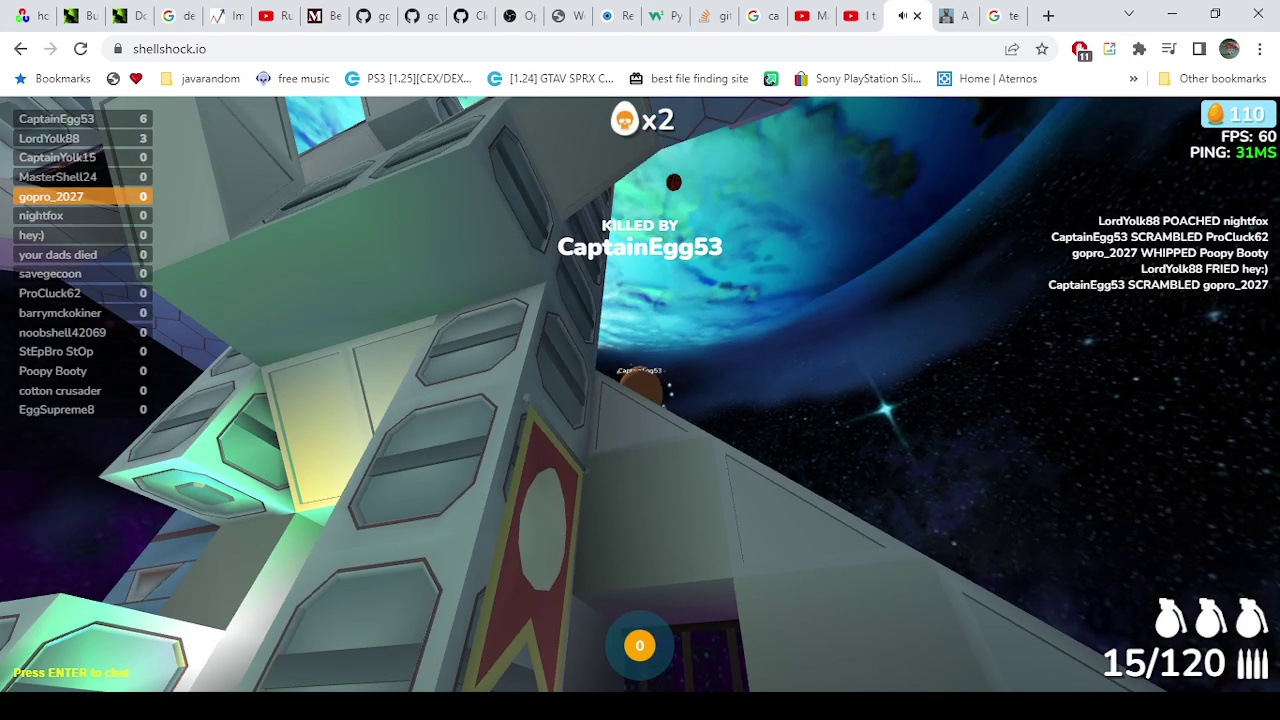 hc
Bu
Do
de
Im
Ru
Be
gc
gc
Cli
Op
W
Re
Py
git
ca
M
I t
A
te
shellshock.io
11
Bookmarks
javarandom
free music
PS3 [1.25][CEX/DEX...
[1.24] GTAV SPRX C...
best file finding site
Sony PlayStation Sli...
Home | Aternos
»
Other bookmarks
CaptainEgg53 6
LordYolk88 3
CaptainYolk15 0
MasterShell24 0
gopro_2027 0
nightfox 0
hey:) 0
your dads died 0
savegecoon 0
ProCluck62 0
barrymckokiner 0
noobshell42069 0
StEpBro StOp 0
Poopy Booty 0
cotton crusader 0
EggSupreme8 0
x2
110
FPS: 60
PING: 31MS
KILLED BY
CaptainEgg53
LordYolk88 POACHED nightfox
CaptainEgg53 SCRAMBLED ProCluck62
gopro_2027 WHIPPED Poopy Booty
LordYolk88 FRIED hey:)
CaptainEgg53 SCRAMBLED gopro_2027
CaptainEgg53
0
15/120
Press ENTER to chat